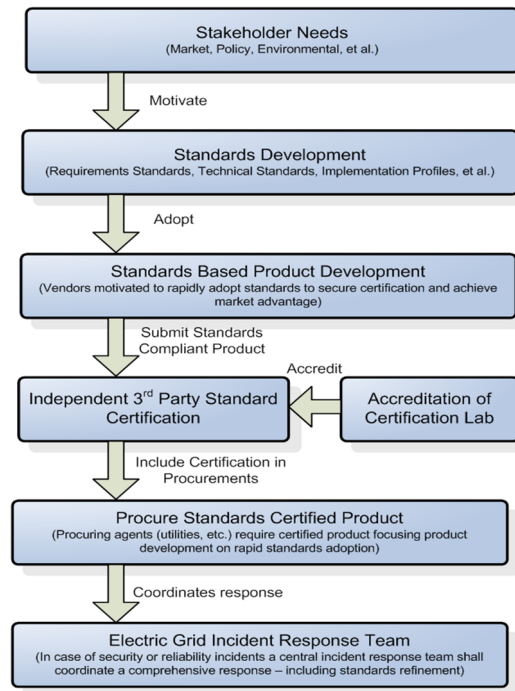 Stakeholder Needs
(Market, Policy, Environmental, et al.)
Motivate
Standards Development
(Requirements Standards, Technical Standards, Implementation Profiles, et al.)
Adopt
Standards Based Product Development
(Vendors motivated to rapidly adopt standards to secure certification and achieve
market advantage)
Submit Standards
Compliant Product
Accredit
Independent 3rd Party Standard
Certification
Accreditation of
Certification Lab
Include Certification in
Procurements
Procure Standards Certified Product
(Procuring agents (utilities, etc.) require certified product focusing product
development on rapid standards adoption)
Coordinates response
Electric Grid Incident Response Team
(In case of security or reliability incidents a central incident response team shall
coordinate a comprehensive response – including standards refinement)